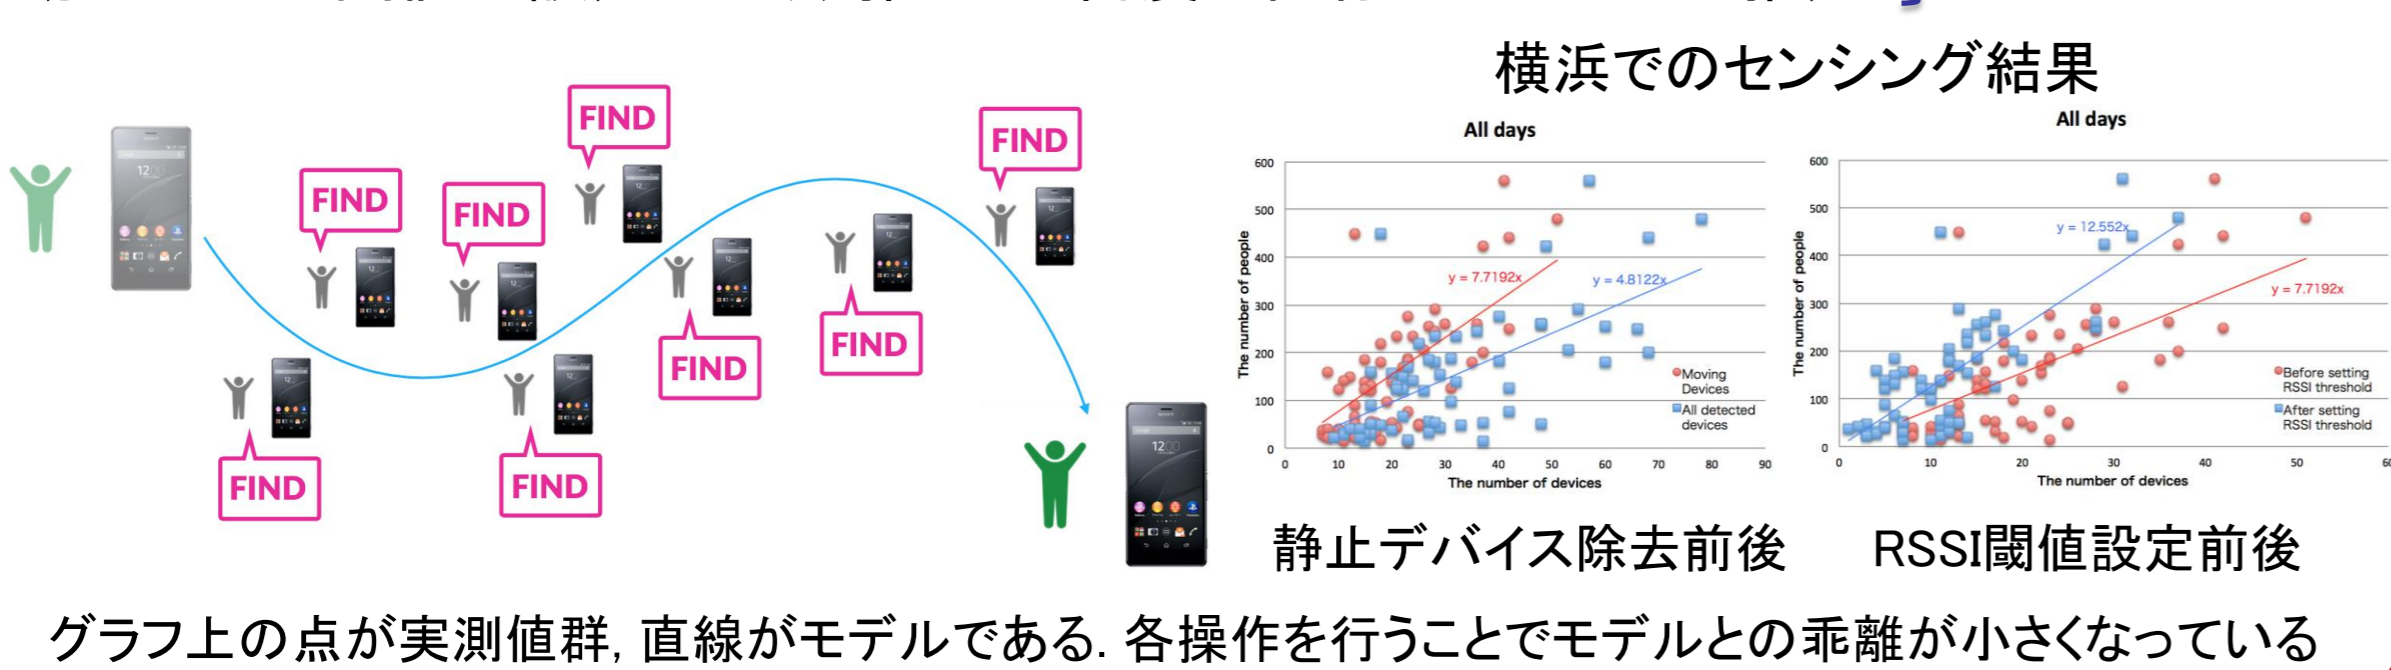 横浜でのセンシング結果
FIND
FIND
FIND
FIND
FIND
FIND
FIND
FIND
FIND
All days
600
500
400
300
200
100
0
0 10 20 30 40 50 60 70 80 90
The number of people
The number of devices
y = 7.7192x
y = 4.8122x
Moving
Devices
All detected
devices
All days
600
500
400
300
200
100
0
0 10 20 30 40 50
The number of people
The number of devices
y = 12.552x
y = 7.7192x
Before setting
RSSI threshold
After setting
RSSI threshold
静止デバイス除去前後
RSSI閾値設定前後
グラフ上の点が実測値群, 直線がモデルである. 各操作を行うことでモデルとの乖離が小さくなっている